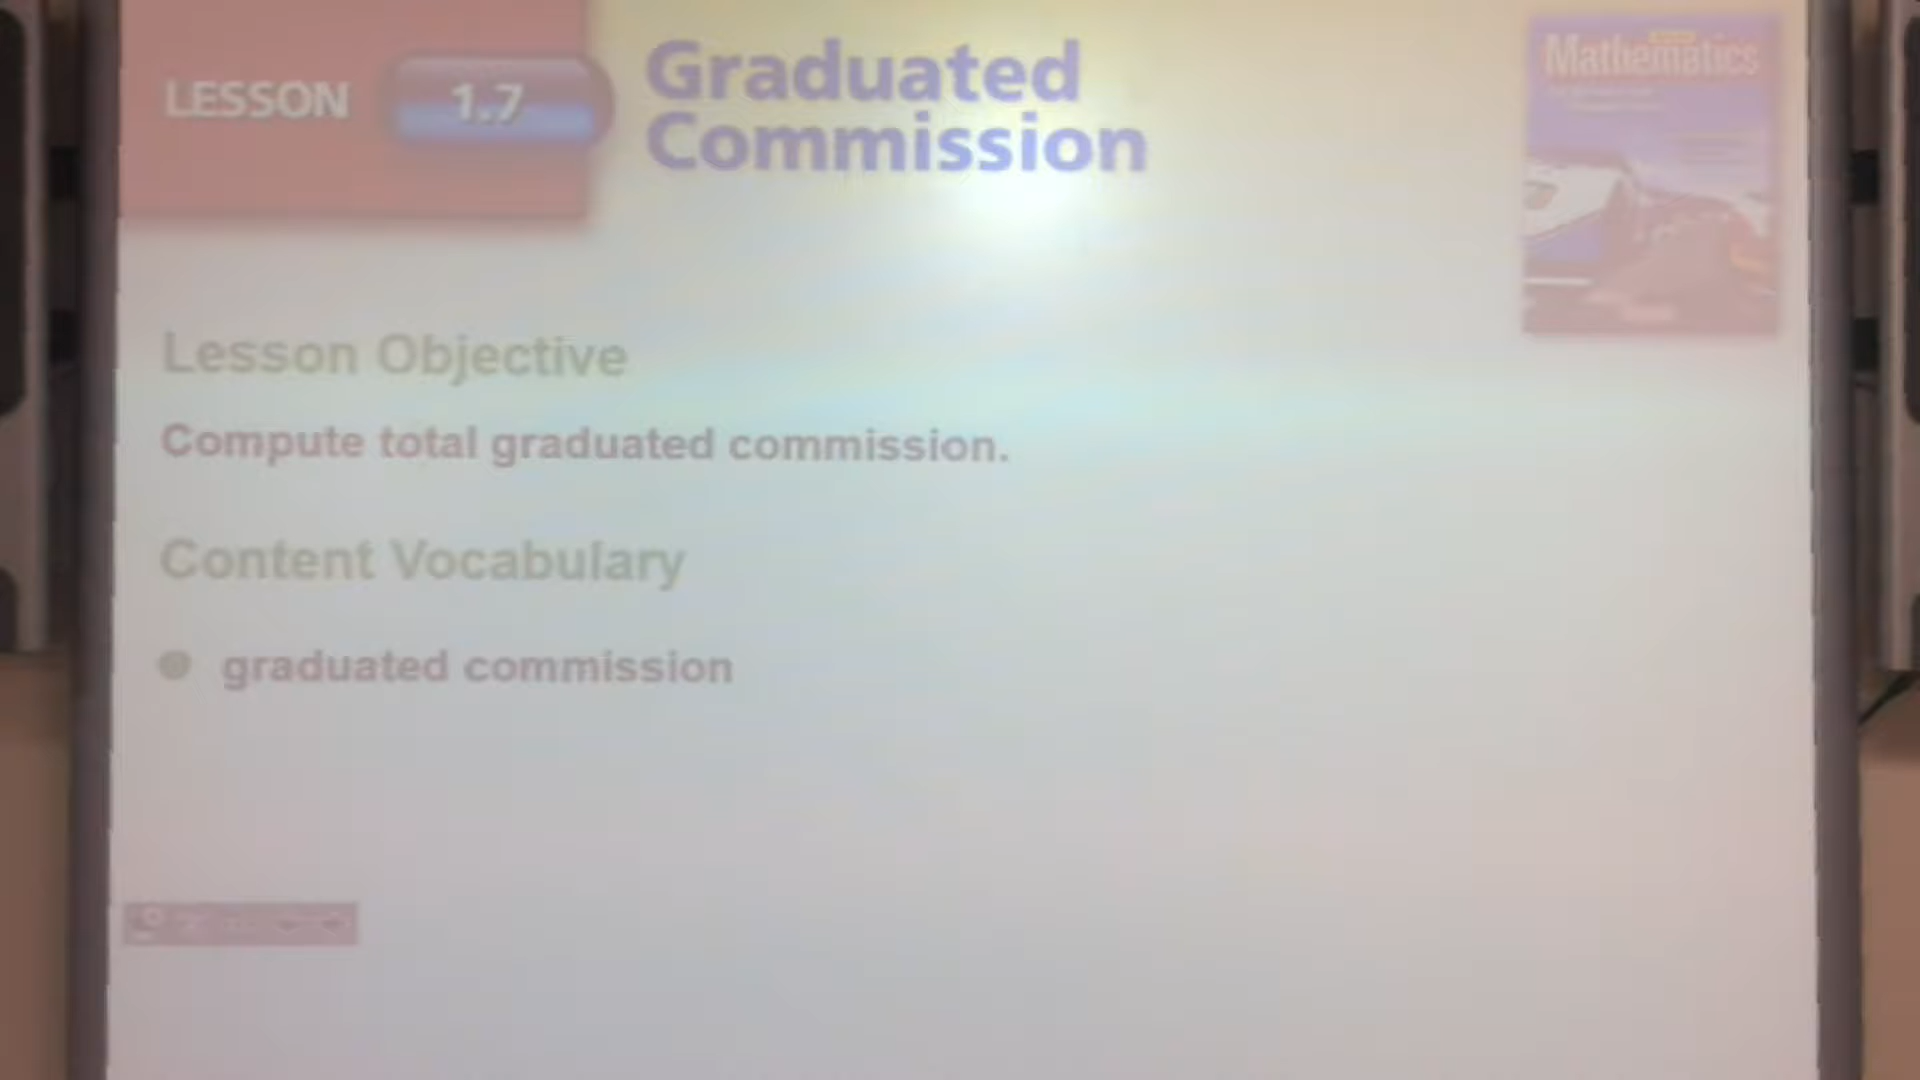 LESSON 1.7
Graduated
Commission
Mathematics
Lesson Objective
Compute total graduated commission.
Content Vocabulary
graduated commission